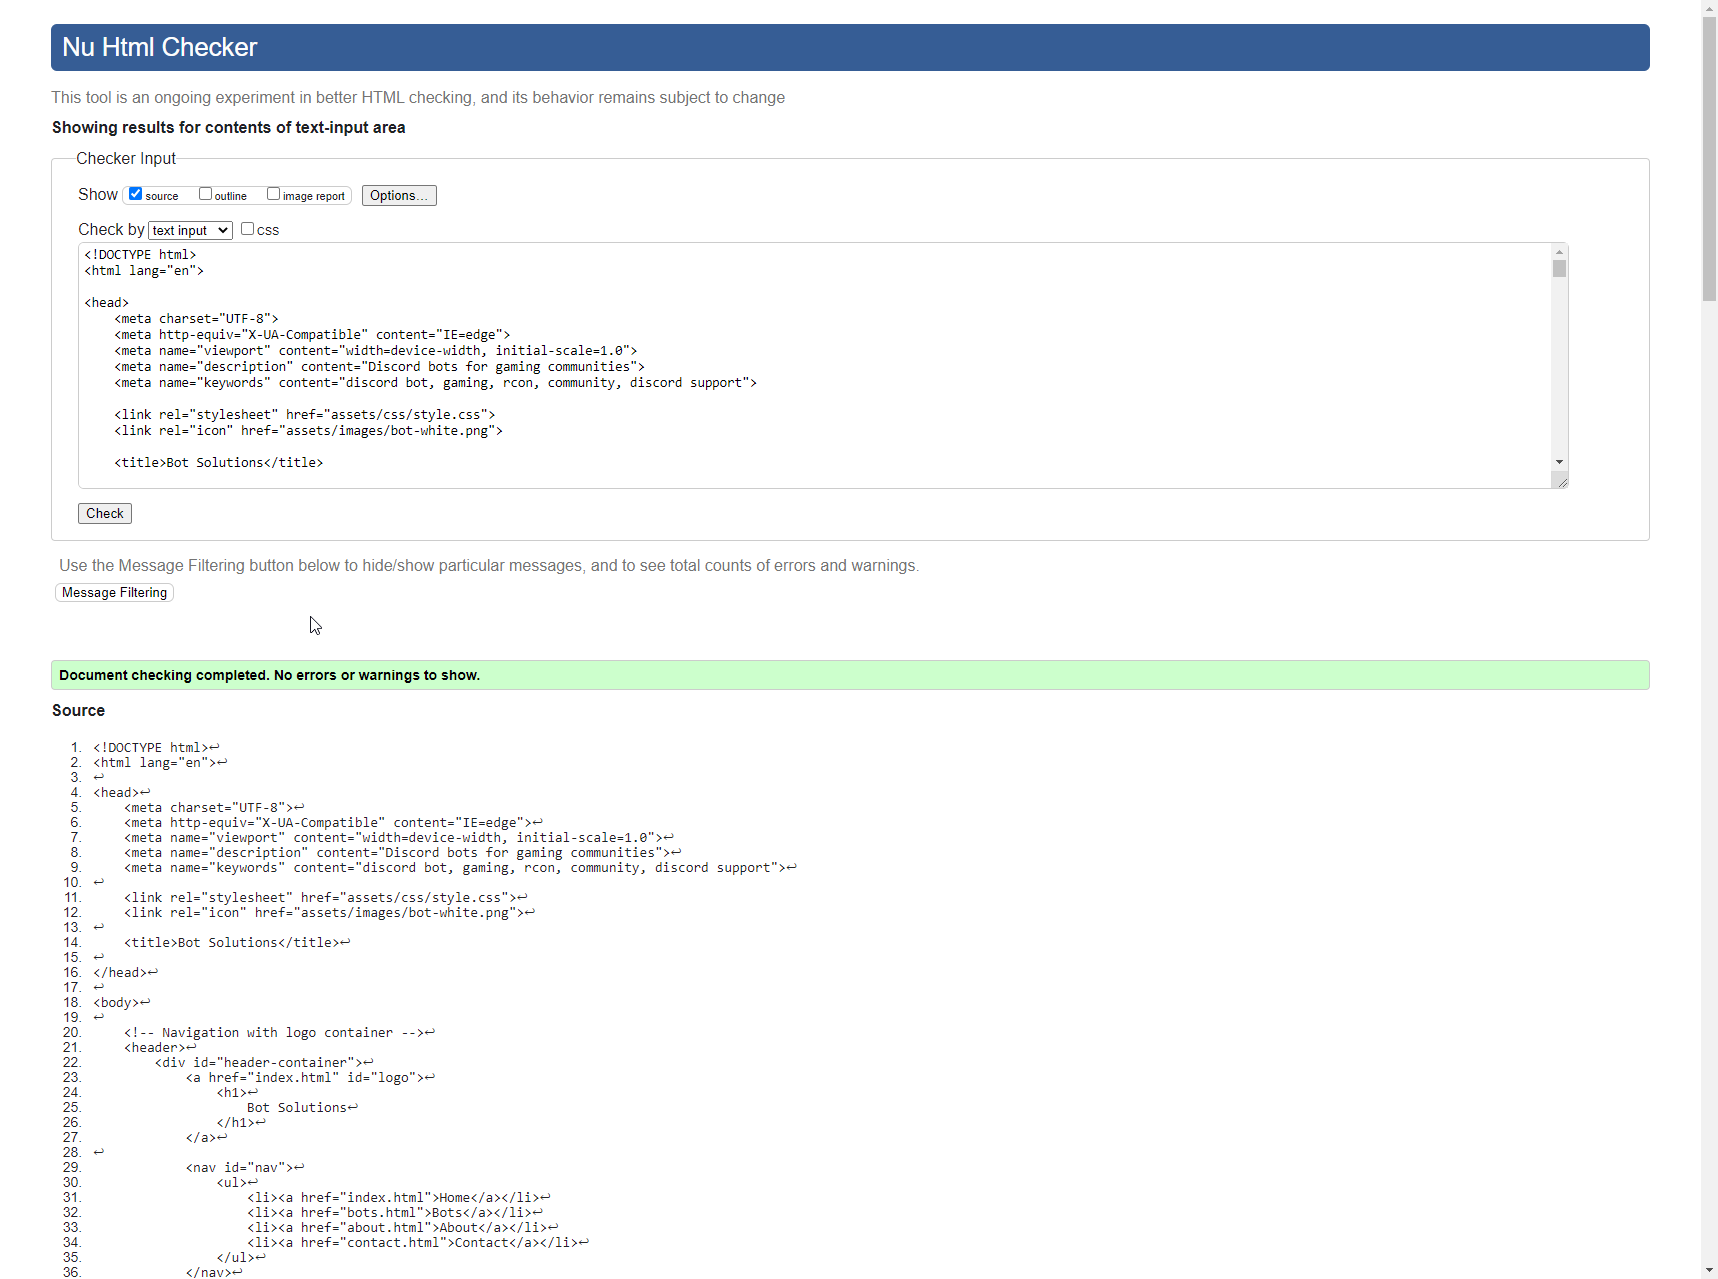 Nu Html Checker
This tool is an ongoing experiment in better HTML checking, and its behavior remains subject to change
Showing results for contents of text-input area
Checker Input
Show source outline image report Options...
Check by text input css
<!DOCTYPE html>
<html lang="en">
<head>
    <meta charset="UTF-8">
    <meta http-equiv="X-UA-Compatible" content="IE=edge">
    <meta name="viewport" content="width=device-width, initial-scale=1.0">
    <meta name="description" content="Discord bots for gaming communities">
    <meta name="keywords" content="discord bot, gaming, rcon, community, discord support">
    <link rel="stylesheet" href="assets/css/style.css">
    <link rel="icon" href="assets/images/bot-white.png">
    <title>Bot Solutions</title>
Check
Use the Message Filtering button below to hide/show particular messages, and to see total counts of errors and warnings.
Message Filtering
Document checking completed. No errors or warnings to show.
Source
1. <!DOCTYPE html>↩
2. <html lang="en">↩
3. ↩
4. <head>↩
5.     <meta charset="UTF-8">↩
6.     <meta http-equiv="X-UA-Compatible" content="IE=edge">↩
7.     <meta name="viewport" content="width=device-width, initial-scale=1.0">↩
8.     <meta name="description" content="Discord bots for gaming communities">↩
9.     <meta name="keywords" content="discord bot, gaming, rcon, community, discord support">↩
10. ↩
11.     <link rel="stylesheet" href="assets/css/style.css">↩
12.     <link rel="icon" href="assets/images/bot-white.png">↩
13. ↩
14.     <title>Bot Solutions</title>↩
15. ↩
16. </head>↩
17. ↩
18. <body>↩
19. ↩
20.     <!-- Navigation with logo container -->↩
21.     <header>↩
22.         <div id="header-container">↩
23.             <a href="index.html" id="logo">↩
24.                 <h1>↩
25.                     Bot Solutions↩
26.                 </h1>↩
27.             </a>↩
28. ↩
29.             <nav id="nav">↩
30.                 <ul>↩
31.                     <li><a href="index.html">Home</a></li>↩
32.                     <li><a href="bots.html">Bots</a></li>↩
33.                     <li><a href="about.html">About</a></li>↩
34.                     <li><a href="contact.html">Contact</a></li>↩
35.                 </ul>↩
36.             </nav>↩